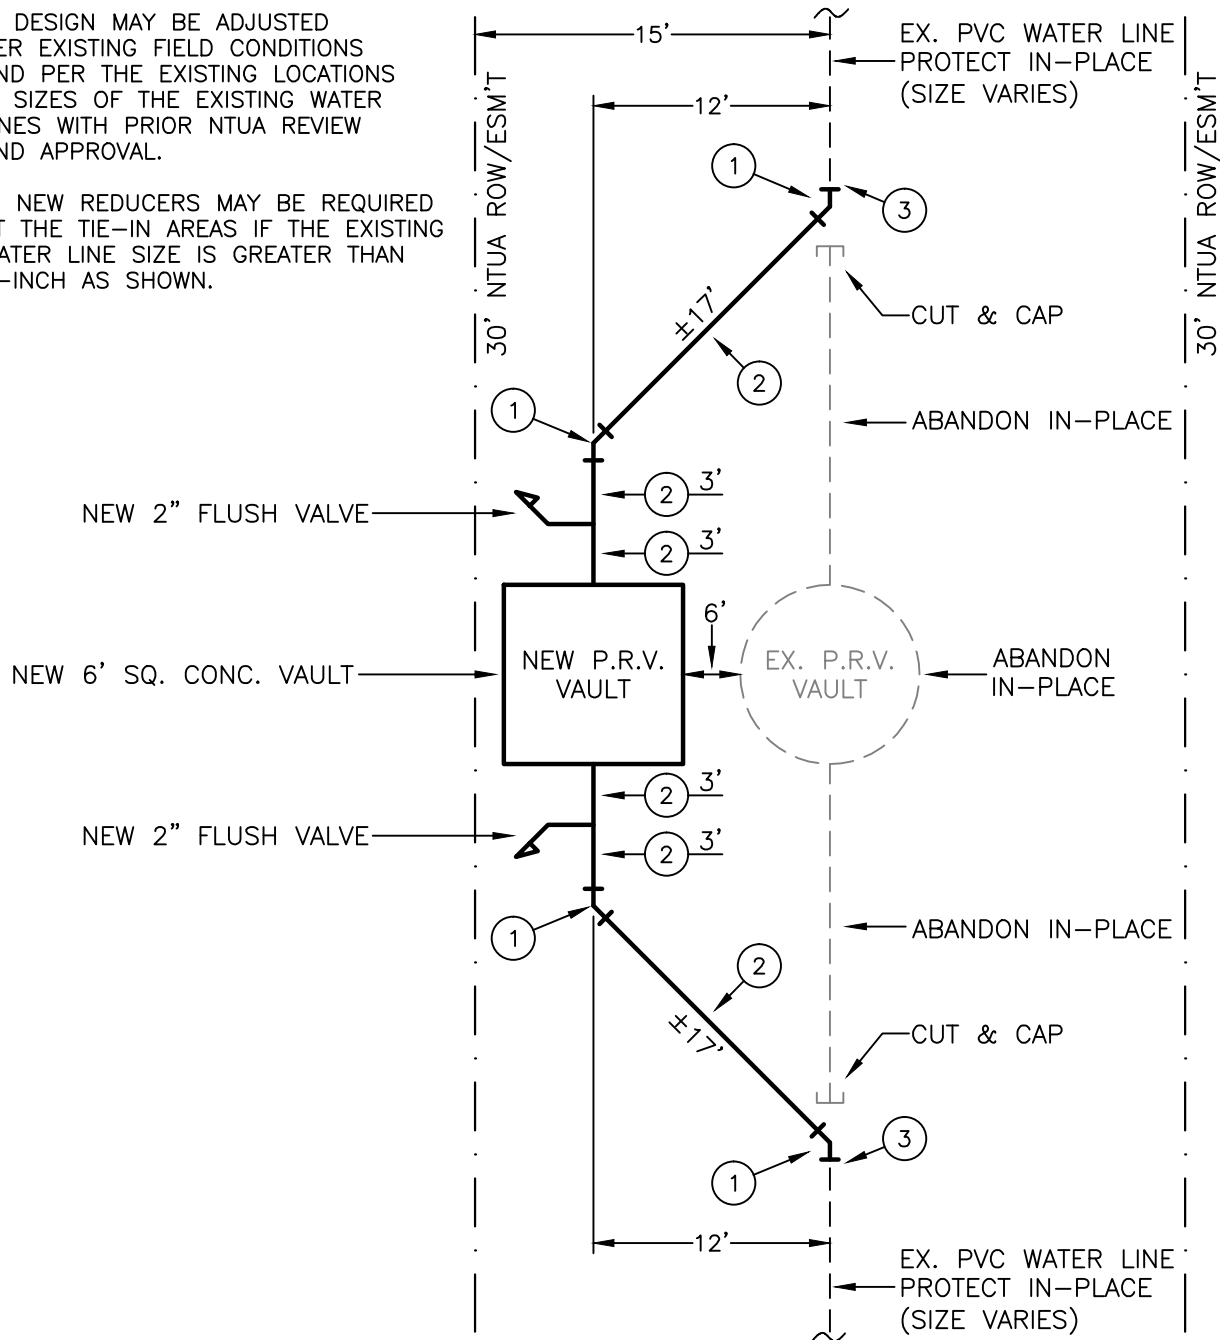 DESIGN MAY BE ADJUSTED
ER EXISTING FIELD CONDITIONS
ND PER THE EXISTING LOCATIONS
SIZES OF THE EXISTING WATER
NES WITH PRIOR NTUA REVIEW
ND APPROVAL.
NEW REDUCERS MAY BE REQUIRED
T THE TIE-IN AREAS IF THE EXISTING
ATER LINE SIZE IS GREATER THAN
-INCH AS SHOWN.
15'
EX. PVC WATER LINE
PROTECT IN-PLACE
(SIZE VARIES)
12'
30' NTUA ROW/ESM'T
30' NTUA ROW/ESM'T
1
3
±17'
CUT & CAP
2
1
ABANDON IN-PLACE
2 3'
NEW 2" FLUSH VALVE
2 3'
6'
NEW 6' SQ. CONC. VAULT
NEW P.R.V.
VAULT
EX. P.R.V.
VAULT
ABANDON
IN-PLACE
2 3'
NEW 2" FLUSH VALVE
2 3'
1
ABANDON IN-PLACE
2
±17'
CUT & CAP
3
1
12'
EX. PVC WATER LINE
PROTECT IN-PLACE
(SIZE VARIES)